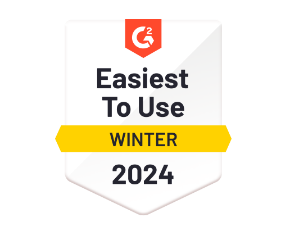 G2
Easiest
To Use
WINTER
2024